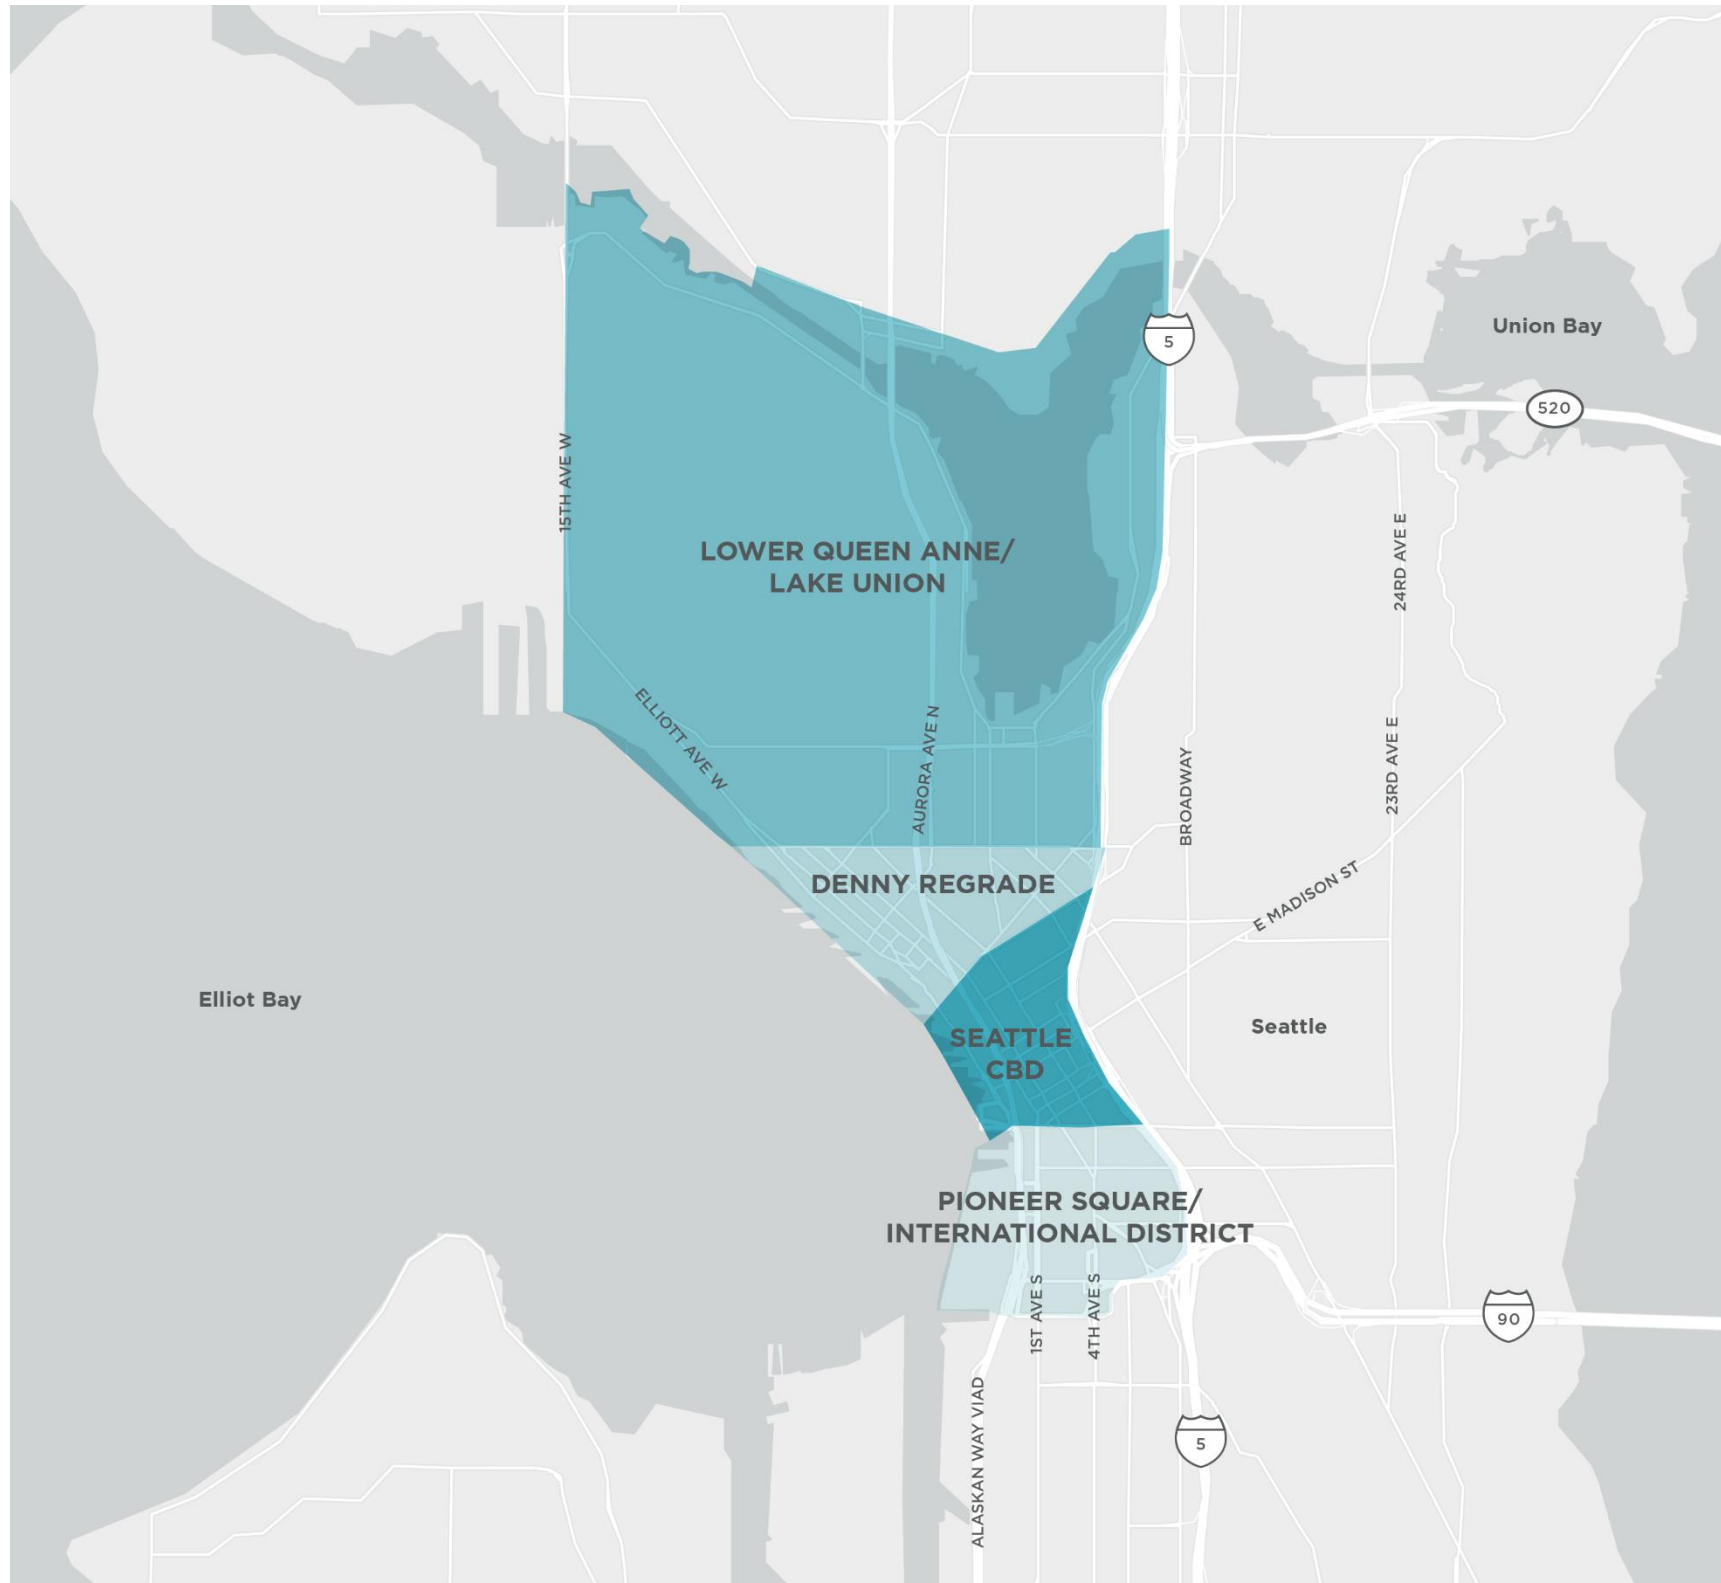 Union Bay
5
520
15TH AVE W
24RD AVE E
LOWER QUEEN ANNE/
LAKE UNION
ELLIOTT AVE W
AURORA AVE N
23RD AVE E
BROADWAY
DENNY REGRADE
E MADISON ST
Elliot Bay
Seattle
SEATTLE
CBD
PIONEER SQUARE/
INTERNATIONAL DISTRICT
1ST AVE S
4TH AVE S
90
ALASKAN WAY VIAD
5